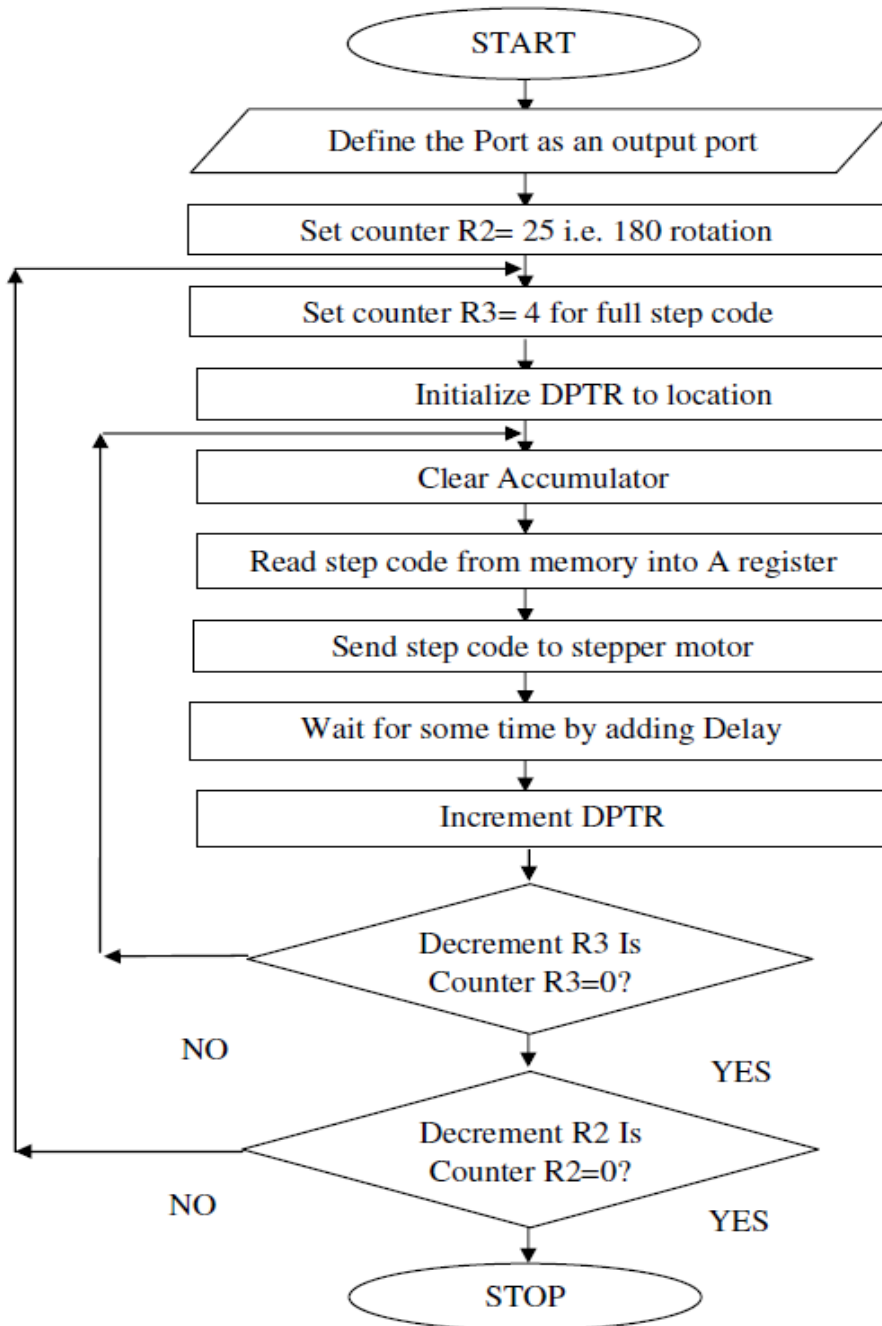 START
Define the Port as an output port
Set counter R2= 25 i.e. 180 rotation
Set counter R3= 4 for full step code
Initialize DPTR to location
Clear Accumulator
Read step code from memory into A register
Send step code to stepper motor
Wait for some time by adding Delay
Increment DPTR
Decrement R3 Is
Counter R3=0?
NO
YES
Decrement R2 Is
Counter R2=0?
NO
YES
STOP